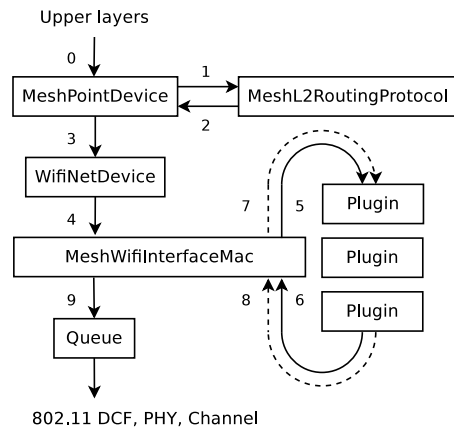 Upper layers
0
1
MeshPointDevice
MeshL2RoutingProtocol
2
3
WifiNetDevice
4
7
5
Plugin
MeshWifiInterfaceMac
Plugin
9
8
6
Plugin
Queue
802.11 DCF, PHY, Channel